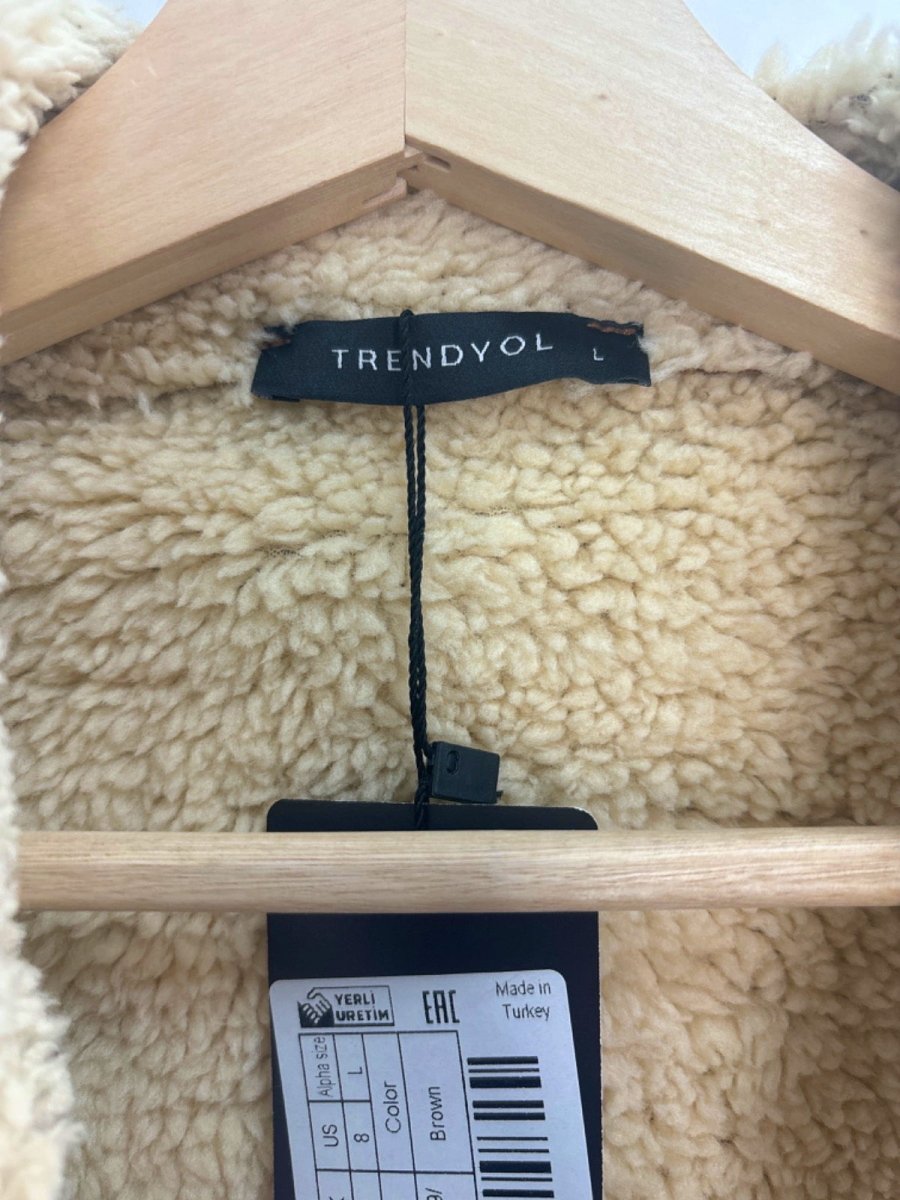 TRENDYOL L
YERLİ
ÜRETİM
EAC
Made in
Turkey
Alpha size L
US 8
Color
Brown